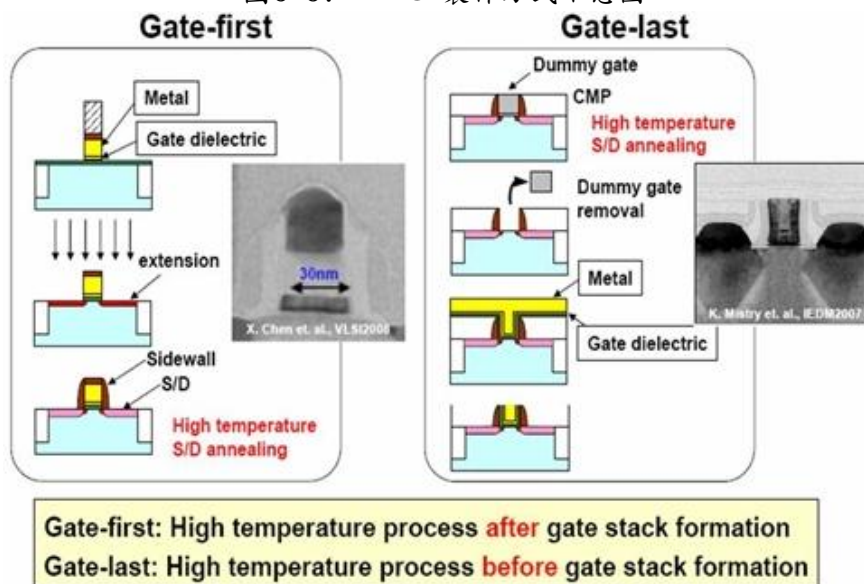 Gate-first
Metal
Gate dielectric
extension
30nm
X. Chen et. al., VLSI2008
Sidewall
S/D
High temperature
S/D annealing
Gate-last
Dummy gate
CMP
High temperature
S/D annealing
Dummy gate
removal
Metal
K. Mistry et. al., IEDM2007
Gate dielectric
Gate-first: High temperature process after gate stack formation
Gate-last: High temperature process before gate stack formation